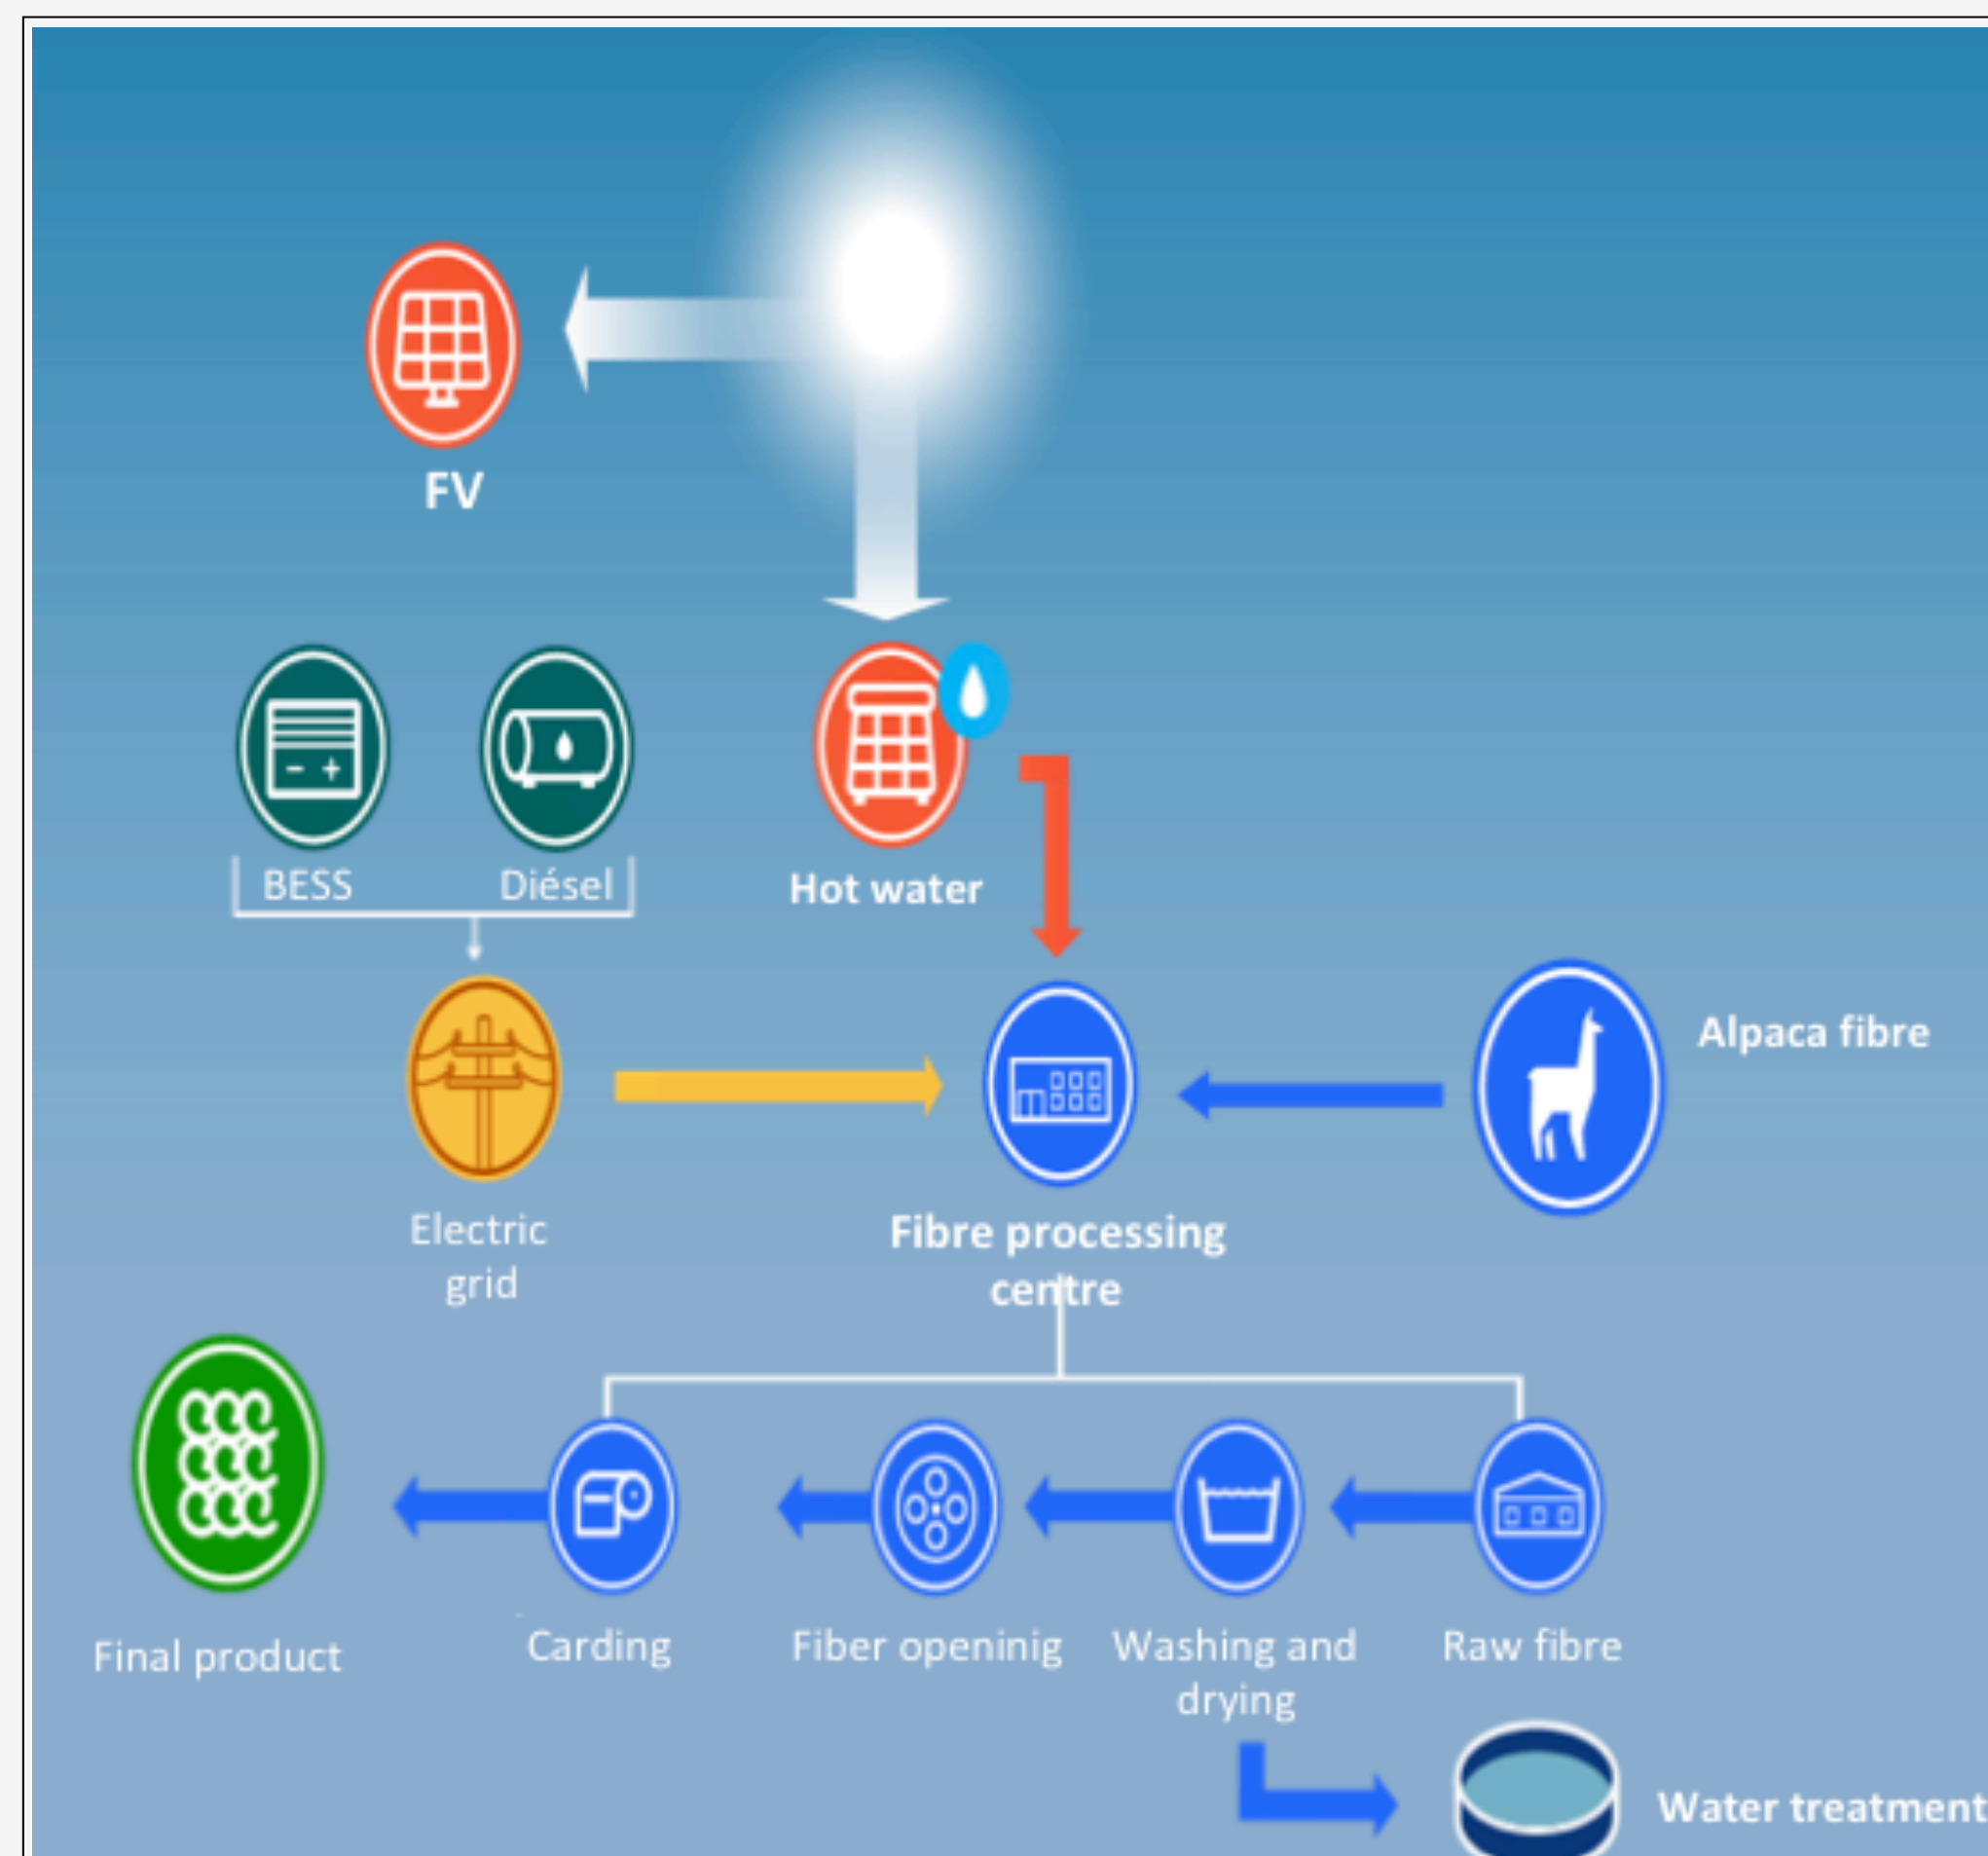 FV
BESS
Diésel
Hot water
Alpaca fibre
Electric
grid
Fibre processing
centre
Final product
Carding
Fiber openinig
Washing and
drying
Raw fibre
Water treatment